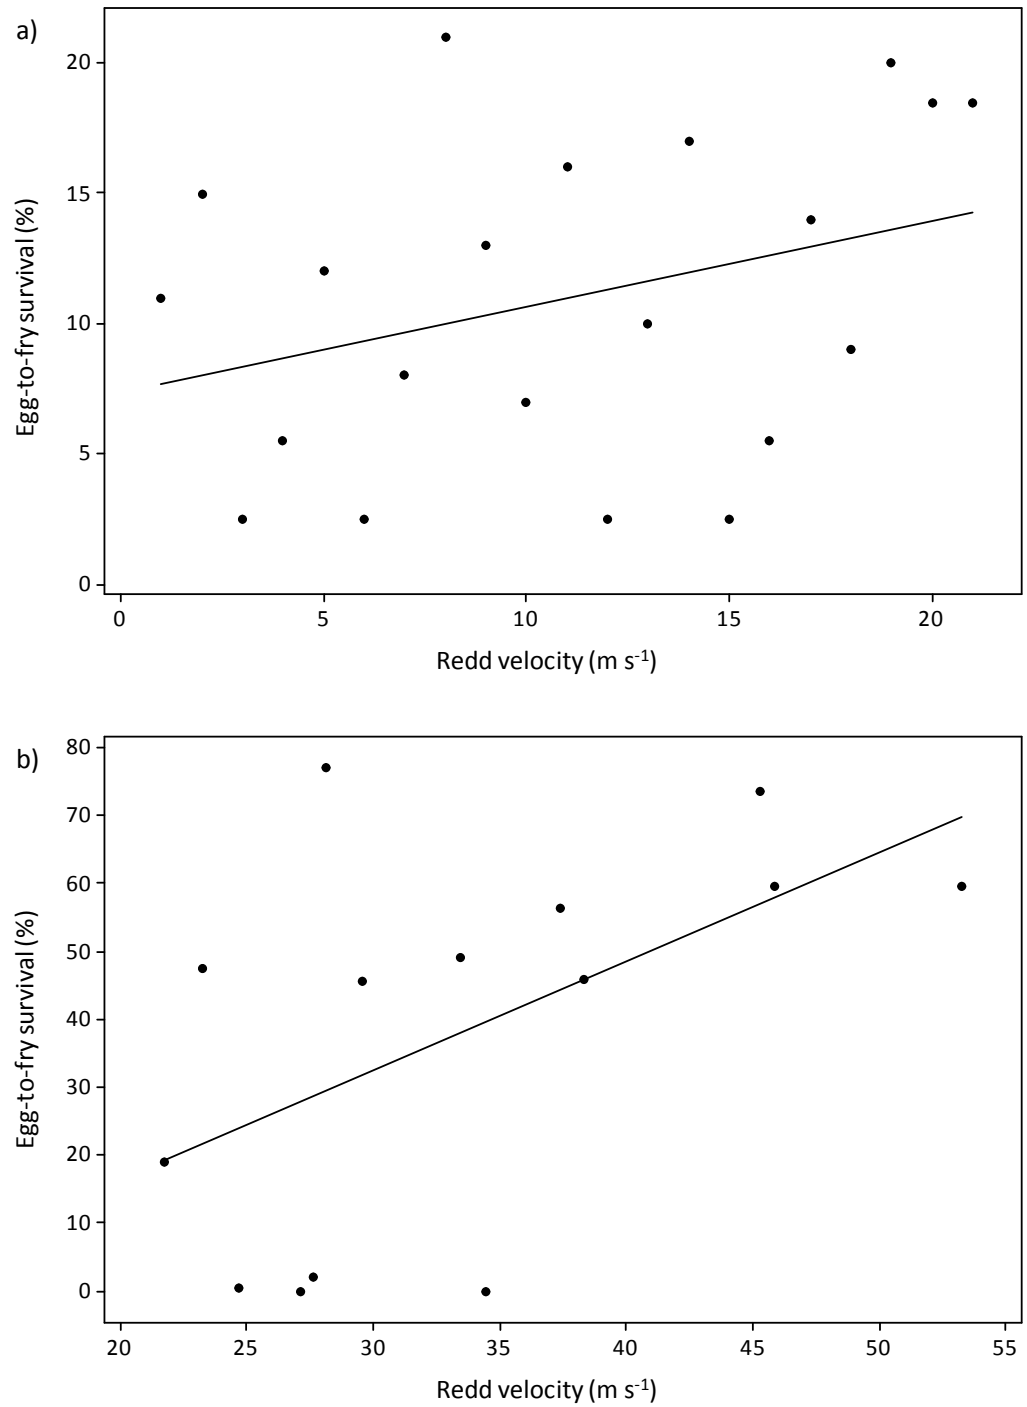 a)
20
15
10
5
0
Egg-to-fry survival (%)
0 5 10 15 20
Redd velocity (m s-1)
b)
80
70
60
50
40
30
20
10
0
Egg-to-fry survival (%)
20 25 30 35 40 45 50 55
Redd velocity (m s-1)